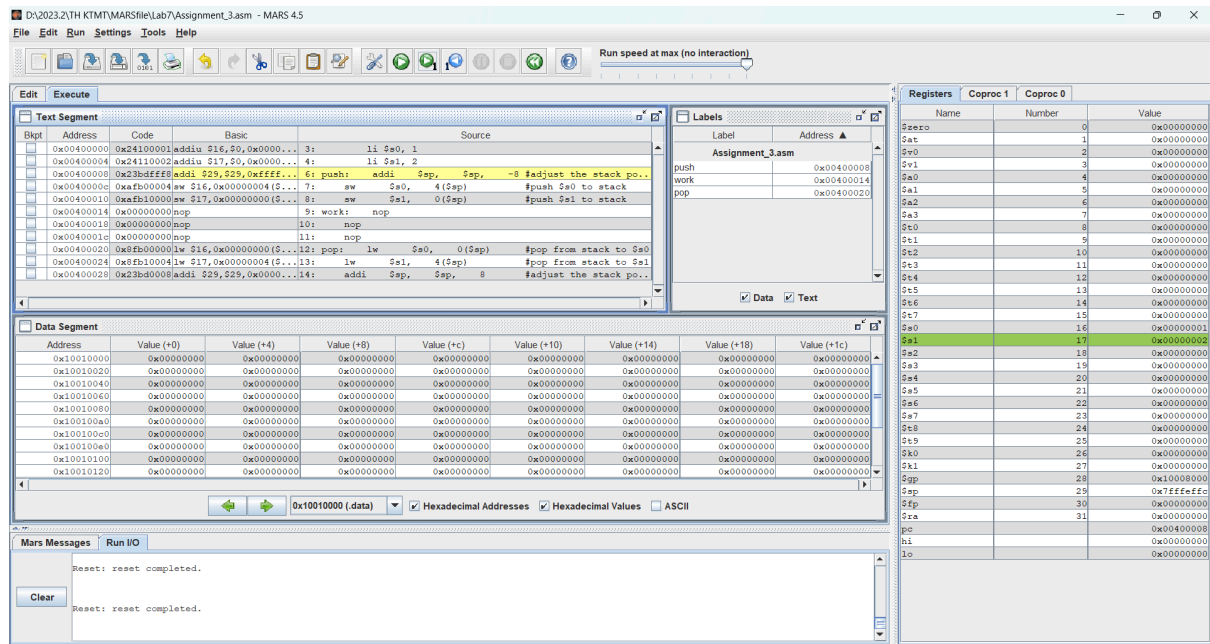 D:\2023.2\TH KTMT\MARSfile\Lab7\Assignment_3.asm - MARS 4.5
File Edit Run Settings Tools Help
Run speed at max (no interaction)
Edit Execute
Text Segment
Bkpt Address Code Basic Source
0x00400000 0x24100001 addiu $16,$0,0x0000... 3: li $s0, 1
0x00400004 0x24110002 addiu $17,$0,0x0000... 4: li $s1, 2
0x00400008 0x23bdfff8 addi $29,$29,0xffff... 6: push: addi $sp, $sp, -8 #adjust the stack po..
0x0040000c 0xafb00004 sw $16,0x00000004($... 7: sw $s0, 4($sp) #push $s0 to stack
0x00400010 0xafb10000 sw $17,0x00000000($... 8: sw $s1, 0($sp) #push $s1 to stack
0x00400014 0x00000000 nop 9: work: nop
0x00400018 0x00000000 nop 10: nop
0x0040001c 0x00000000 nop 11: nop
0x00400020 0x8fb00000 lw $16,0x00000000($... 12: pop: lw $s0, 0($sp) #pop from stack to $s0
0x00400024 0x8fb10004 lw $17,0x00000004($... 13: lw $s1, 4($sp) #pop from stack to $s1
0x00400028 0x23bd0008 addi $29,$29,0x0000... 14: addi $sp, $sp, 8 #adjust the stack po..
Labels
Label Address ▲
Assignment_3.asm
push 0x00400008
work 0x00400014
pop 0x00400020
Data Text
Data Segment
Address Value (+0) Value (+4) Value (+8) Value (+c) Value (+10) Value (+14) Value (+18) Value (+1c)
0x10010000 0x00000000 0x00000000 0x00000000 0x00000000 0x00000000 0x00000000 0x00000000 0x00000000
0x10010020 0x00000000 0x00000000 0x00000000 0x00000000 0x00000000 0x00000000 0x00000000 0x00000000
0x10010040 0x00000000 0x00000000 0x00000000 0x00000000 0x00000000 0x00000000 0x00000000 0x00000000
0x10010060 0x00000000 0x00000000 0x00000000 0x00000000 0x00000000 0x00000000 0x00000000 0x00000000
0x10010080 0x00000000 0x00000000 0x00000000 0x00000000 0x00000000 0x00000000 0x00000000 0x00000000
0x100100a0 0x00000000 0x00000000 0x00000000 0x00000000 0x00000000 0x00000000 0x00000000 0x00000000
0x100100c0 0x00000000 0x00000000 0x00000000 0x00000000 0x00000000 0x00000000 0x00000000 0x00000000
0x100100e0 0x00000000 0x00000000 0x00000000 0x00000000 0x00000000 0x00000000 0x00000000 0x00000000
0x10010100 0x00000000 0x00000000 0x00000000 0x00000000 0x00000000 0x00000000 0x00000000 0x00000000
0x10010120 0x00000000 0x00000000 0x00000000 0x00000000 0x00000000 0x00000000 0x00000000 0x00000000
0x10010000 (.data) Hexadecimal Addresses Hexadecimal Values ASCII
Mars Messages Run I/O
Reset: reset completed.
Clear
Reset: reset completed.
Registers Coproc 1 Coproc 0
Name Number Value
$zero 0 0x00000000
$at 1 0x00000000
$v0 2 0x00000000
$v1 3 0x00000000
$a0 4 0x00000000
$a1 5 0x00000000
$a2 6 0x00000000
$a3 7 0x00000000
$t0 8 0x00000000
$t1 9 0x00000000
$t2 10 0x00000000
$t3 11 0x00000000
$t4 12 0x00000000
$t5 13 0x00000000
$t6 14 0x00000000
$t7 15 0x00000000
$s0 16 0x00000001
$s1 17 0x00000002
$s2 18 0x00000000
$s3 19 0x00000000
$s4 20 0x00000000
$s5 21 0x00000000
$s6 22 0x00000000
$s7 23 0x00000000
$t8 24 0x00000000
$t9 25 0x00000000
$k0 26 0x00000000
$k1 27 0x00000000
$gp 28 0x10008000
$sp 29 0x7fffeffc
$fp 30 0x00000000
$ra 31 0x00000000
pc 0x00400008
hi 0x00000000
lo 0x00000000